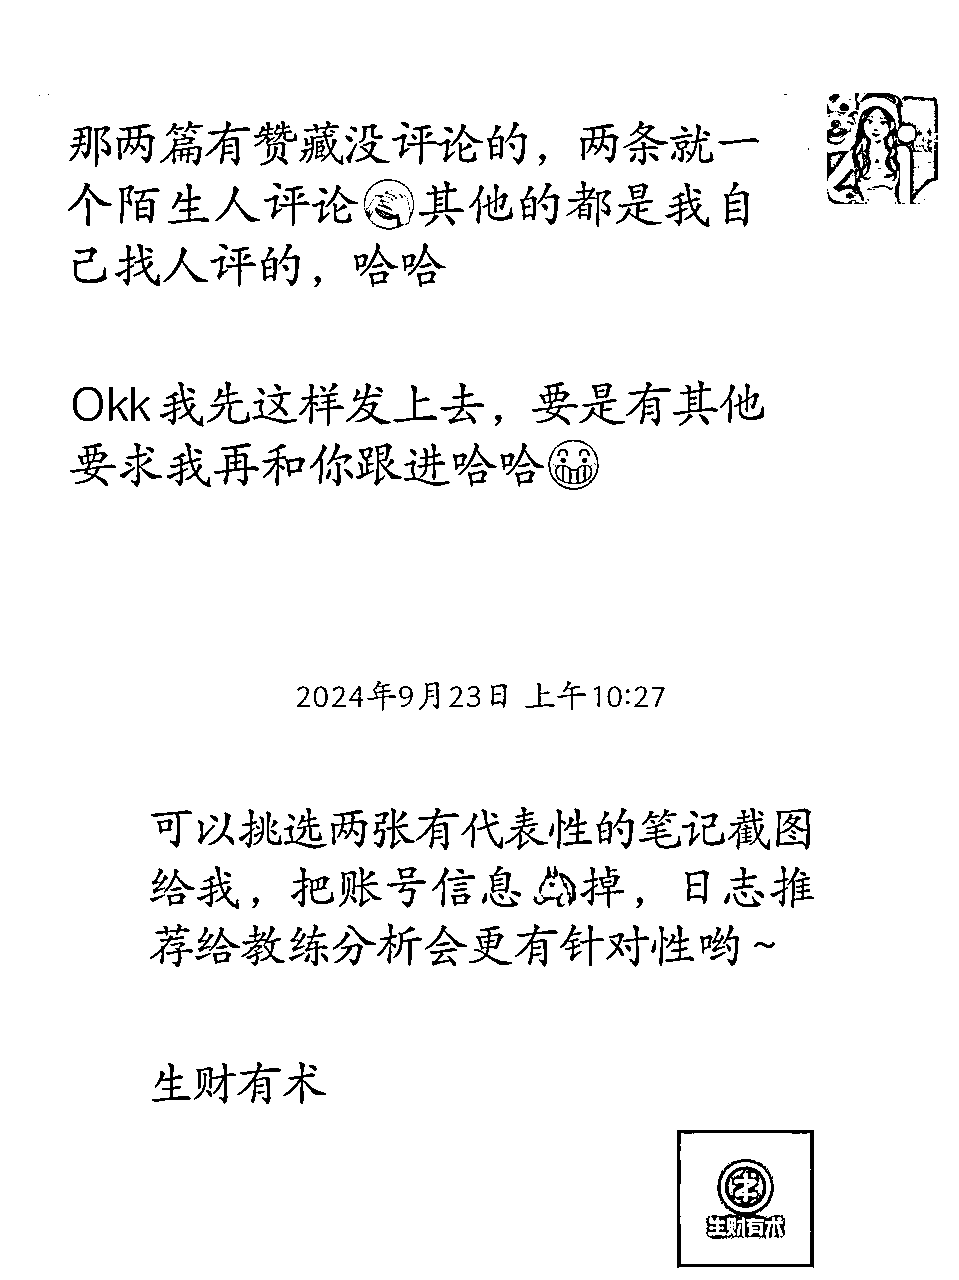 那两篇有赞藏没评论的，两条就一
个陌生人评论其他的都是我自
己找人评的，哈哈
Okk 我先这样发上去，要是有其他
要求我再和你跟进哈哈
2024年9月23日 上午10:27
可以挑选两张有代表性的笔记截图
给我，把账号信息掉，日志推
荐给教练分析会更有针对性哟~
生财有术
生财有术